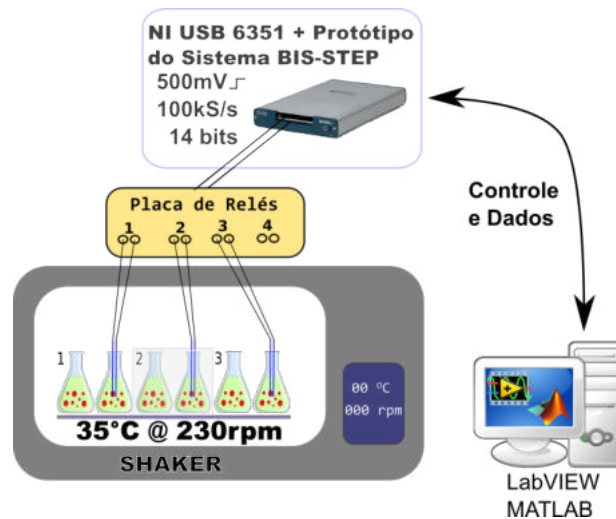 NI USB 6351 + Protótipo
do Sistema BIS-STEP
500mV
100kS/s
14 bits
Controle
e Dados
Placa de Relés
1 2 3 4
1 2 3
35°C @ 230rpm
00 ºC
000 rpm
SHAKER
LabVIEW
MATLAB